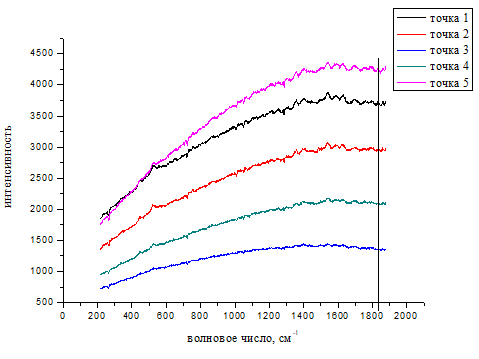 точка 1
точка 2
точка 3
точка 4
точка 5
4500
4000
3500
3000
2500
2000
1500
1000
500
интенсивность
0 200 400 600 800 1000 1200 1400 1600 1800 2000
волновое число, см⁻¹